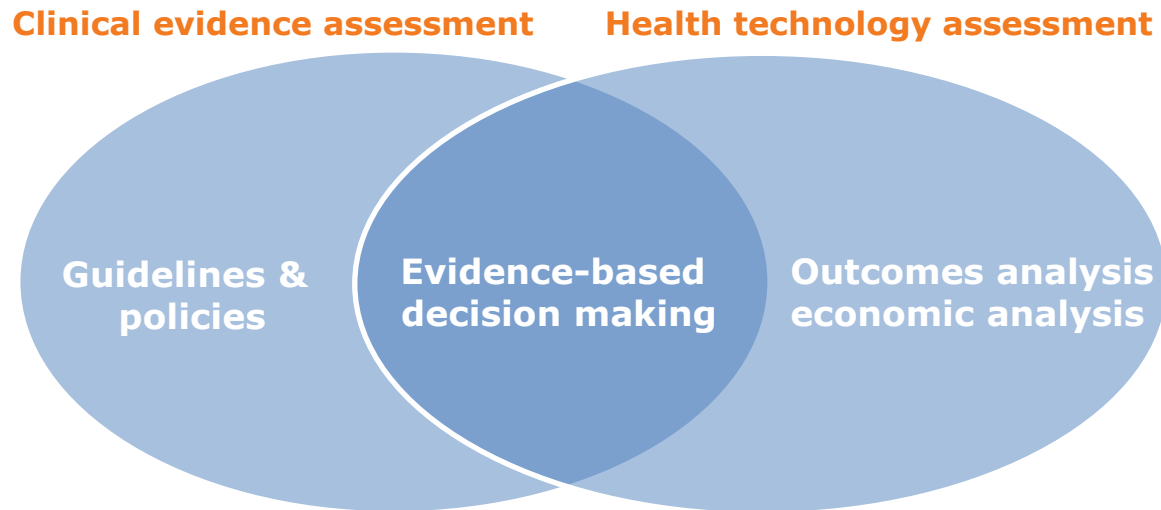 Clinical evidence assessment
Health technology assessment
Guidelines &
policies
Evidence-based
decision making
Outcomes analysis
economic analysis